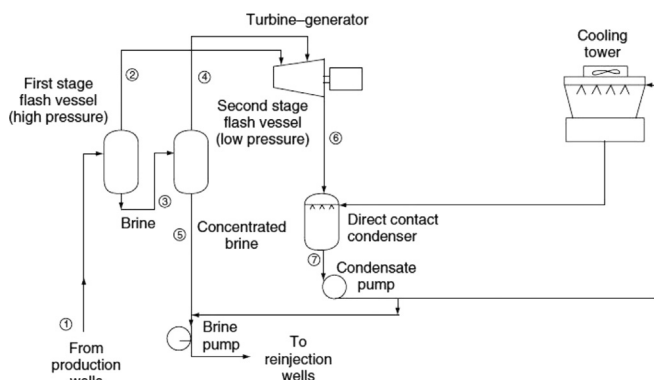 Turbine–generator
Cooling
tower
②
④
First stage
flash vessel
(high pressure)
Second stage
flash vessel
(low pressure)
⑥
③
Brine
⑤
Concentrated
brine
Direct contact
condenser
⑦
Condensate
pump
①
From
production
wells
Brine
pump
To
reinjection
wells